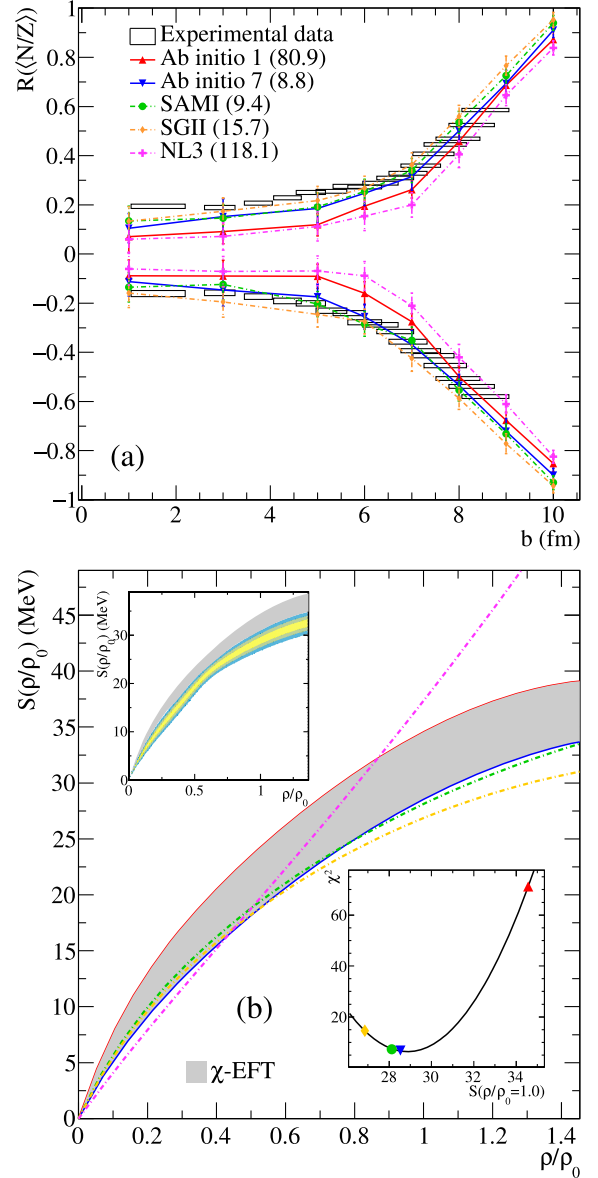 R(⟨N/Z⟩)
1
0.8
0.6
0.4
0.2
0
−0.2
−0.4
−0.6
−0.8
−1
Experimental data
Ab initio 1 (80.9)
Ab initio 7 (8.8)
SAMI (9.4)
SGII (15.7)
NL3 (118.1)
(a)
0 2 4 6 8 10
b (fm)
S(ρ/ρ0) (MeV)
45
40
35
30
25
20
15
10
5
0
S(ρ/ρ0) (MeV)
30
20
10
0
0 0.5 1 ρ/ρ0
χ²
60
40
20
28 30 32 34
S(ρ/ρ0=1.0)
(b)
χ-EFT
0 0.2 0.4 0.6 0.8 1 1.2 1.4
ρ/ρ0